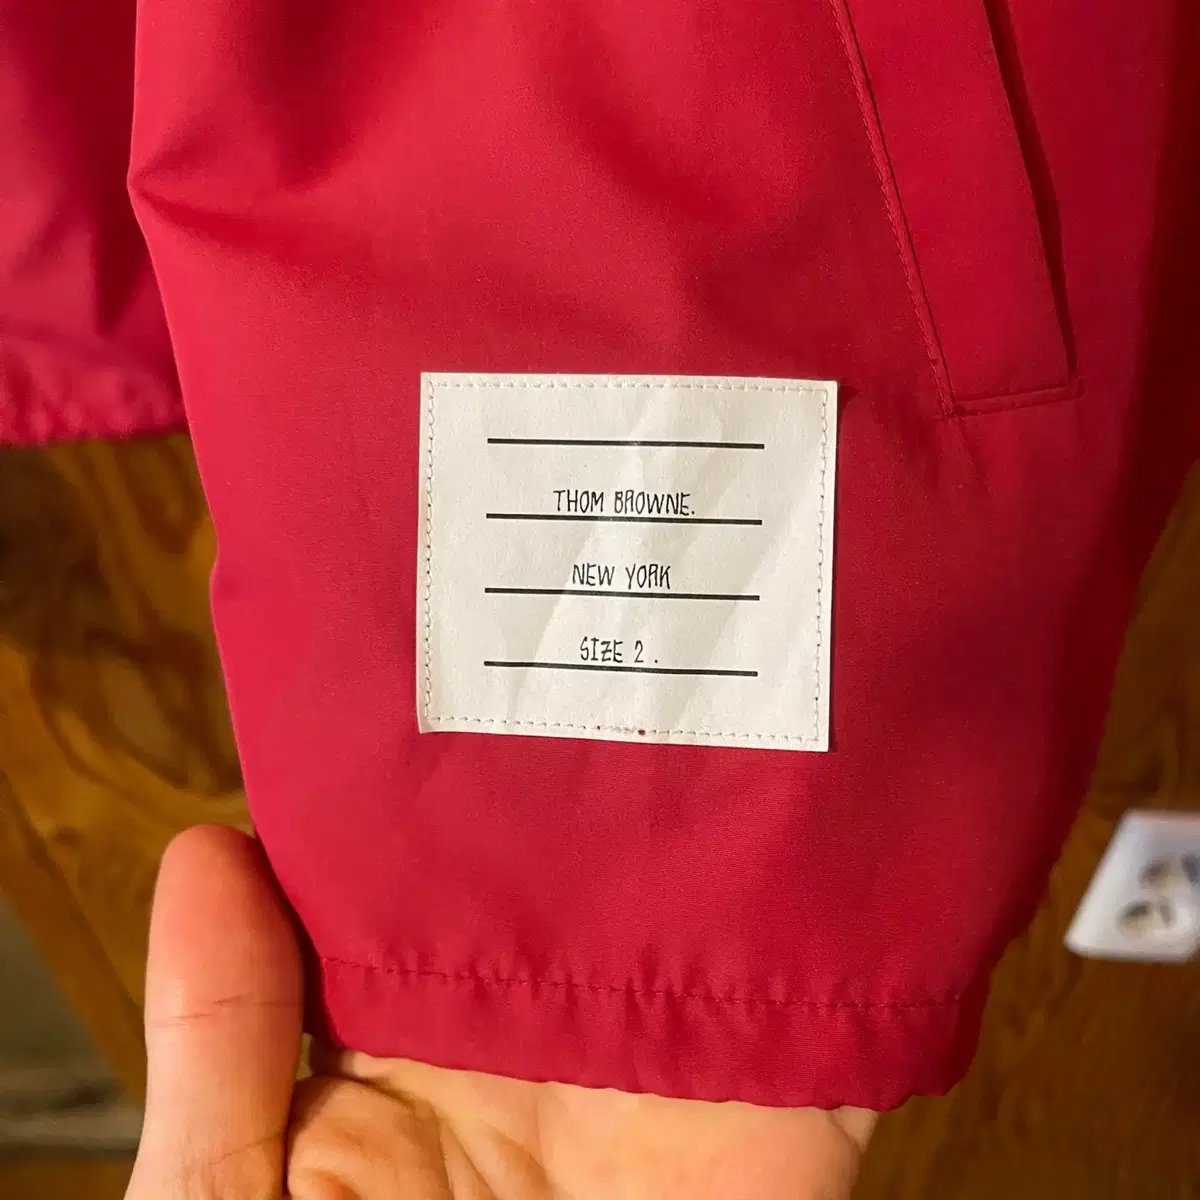 THOM BROWNE.
NEW YORK
SIZE 2 .